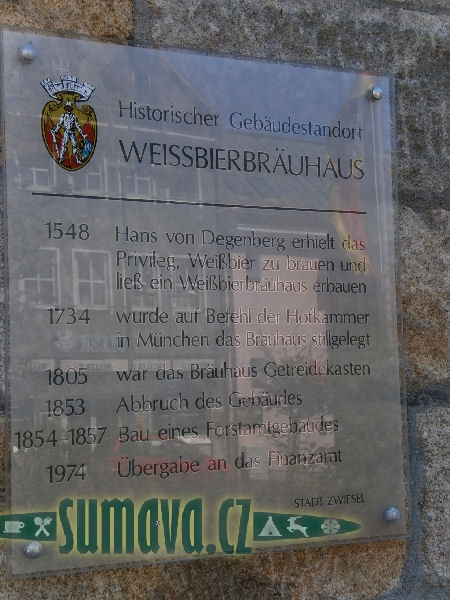 Historischer Gebäudestandort
WEISSBIERBRÄUHAUS
1548 Hans von Degenberg erhielt das
Privileg, Weißbier zu brauen und
ließ ein Weißbierbräuhaus erbauen
1734 wurde auf Befehl der Hofkammer
in München das Bräuhaus stillgelegt
1805 war das Bräuhaus Getreidekasten
1853 Abbruch des Gebäudes
1854-1857 Bau eines Forstamtgebäudes
1974 Übergabe an das Finanzamt
STADT ZWIESEL
sumava.cz